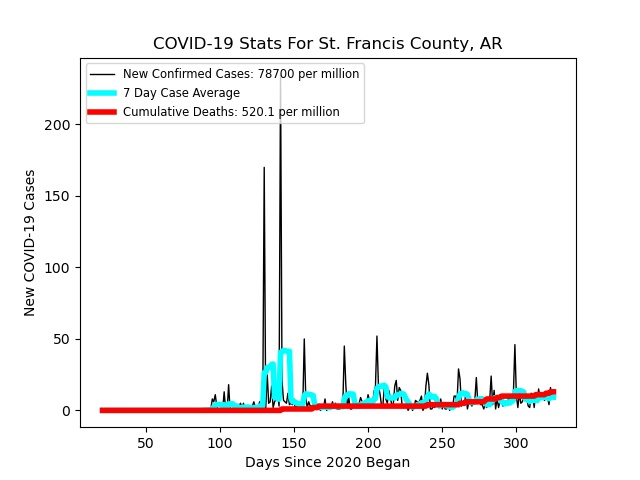 COVID-19 Stats For St. Francis County, AR
New Confirmed Cases: 78700 per million
7 Day Case Average
Cumulative Deaths: 520.1 per million
200
150
100
50
0
New COVID-19 Cases
50 100 150 200 250 300
Days Since 2020 Began